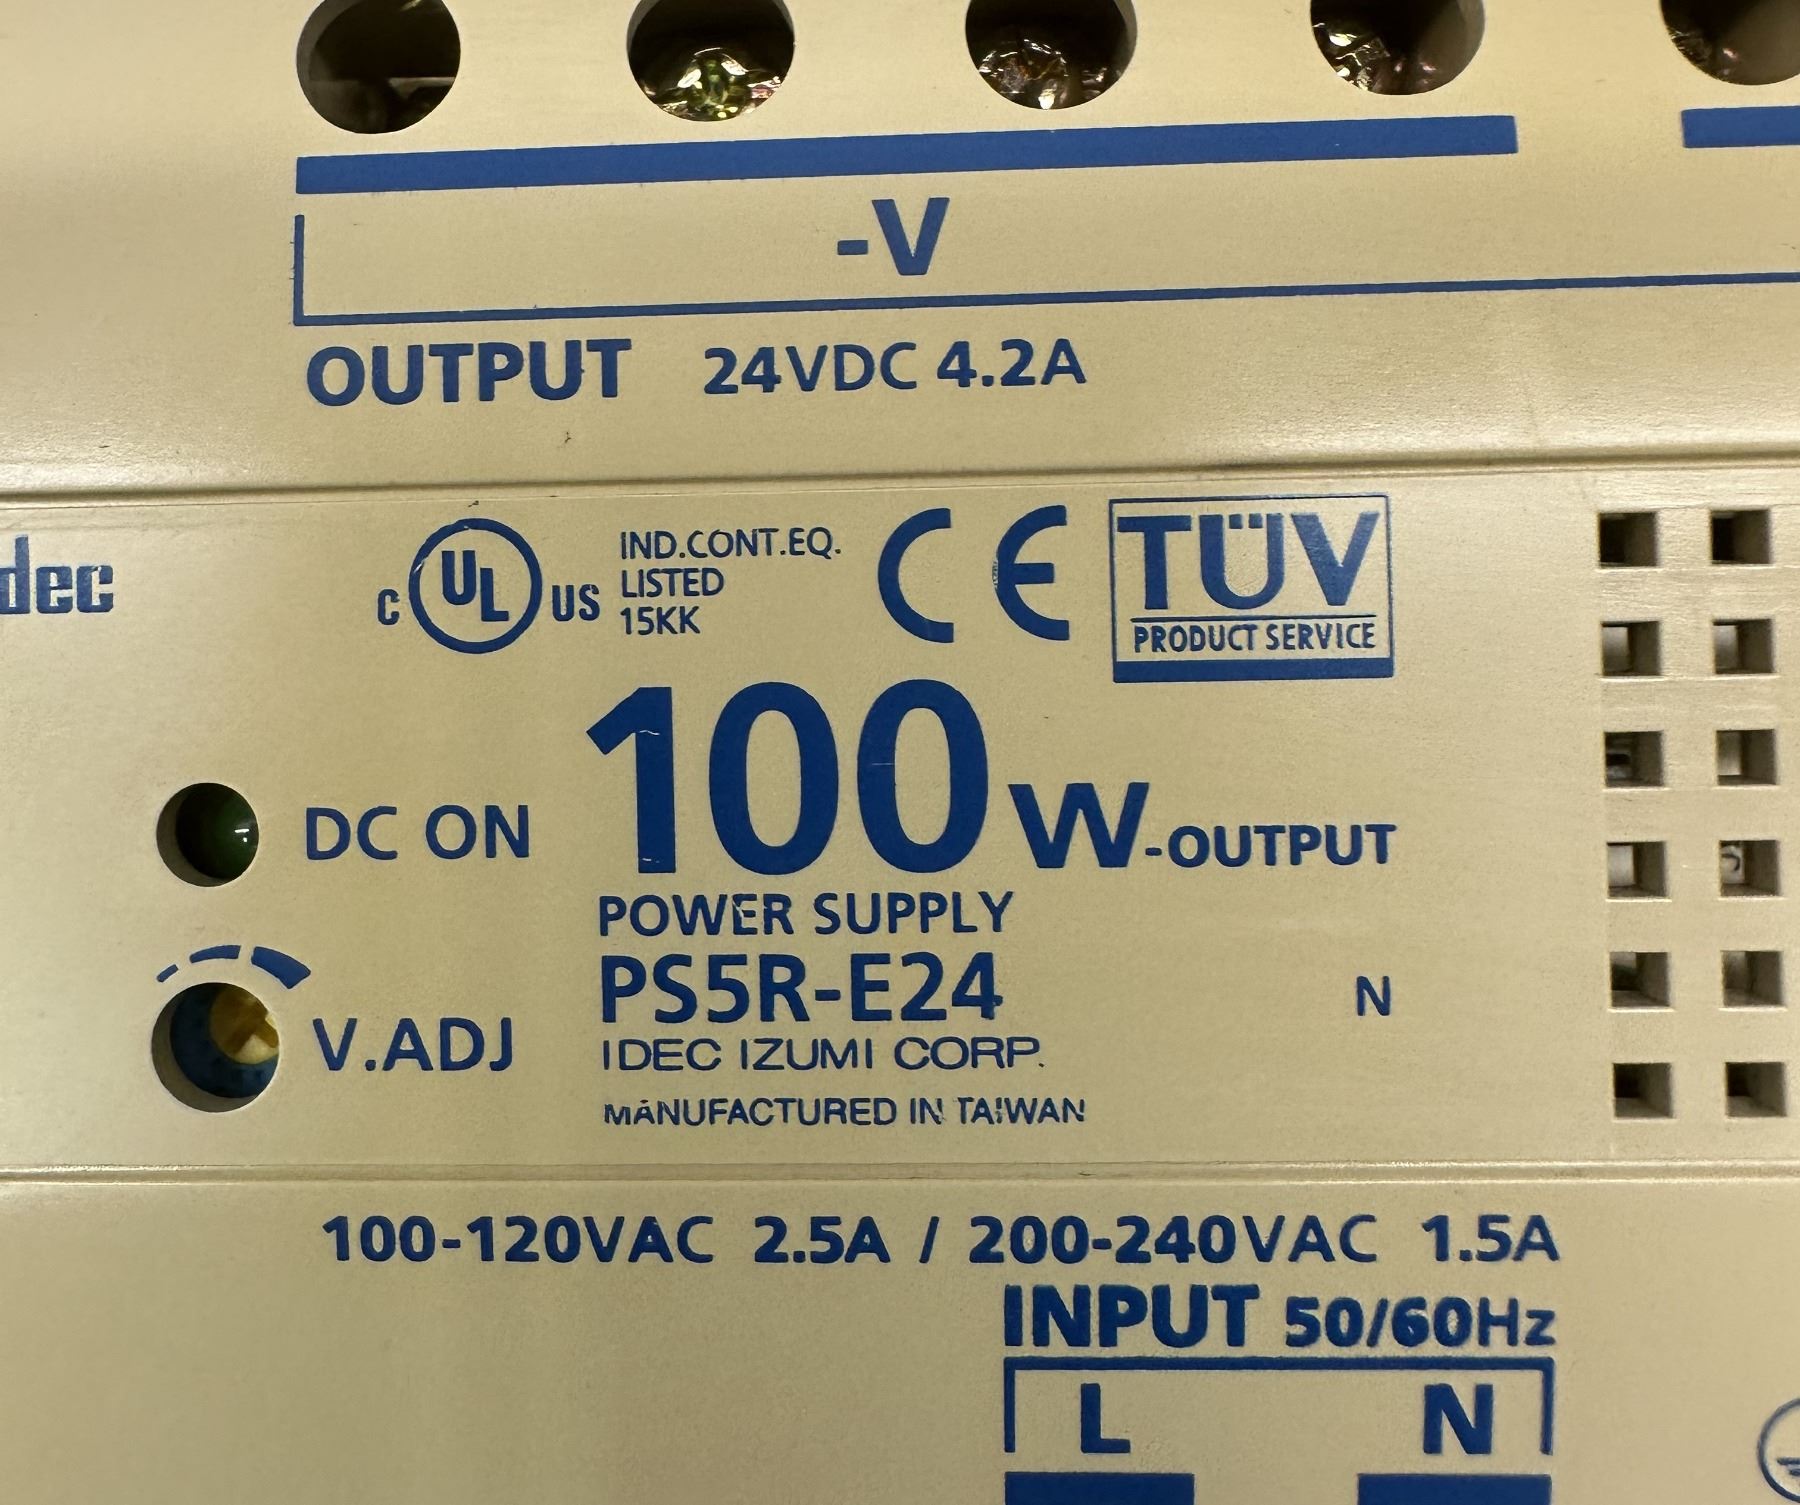 -V
OUTPUT 24VDC 4.2A
dec
C UL US IND.CONT.EQ.
LISTED
15KK
CE
TÜV
PRODUCT SERVICE
100W-OUTPUT
DC ON
POWER SUPPLY
PS5R-E24 N
V.ADJ
IDEC IZUMI CORP.
MANUFACTURED IN TAIWAN
100-120VAC 2.5A / 200-240VAC 1.5A
INPUT 50/60Hz
L N